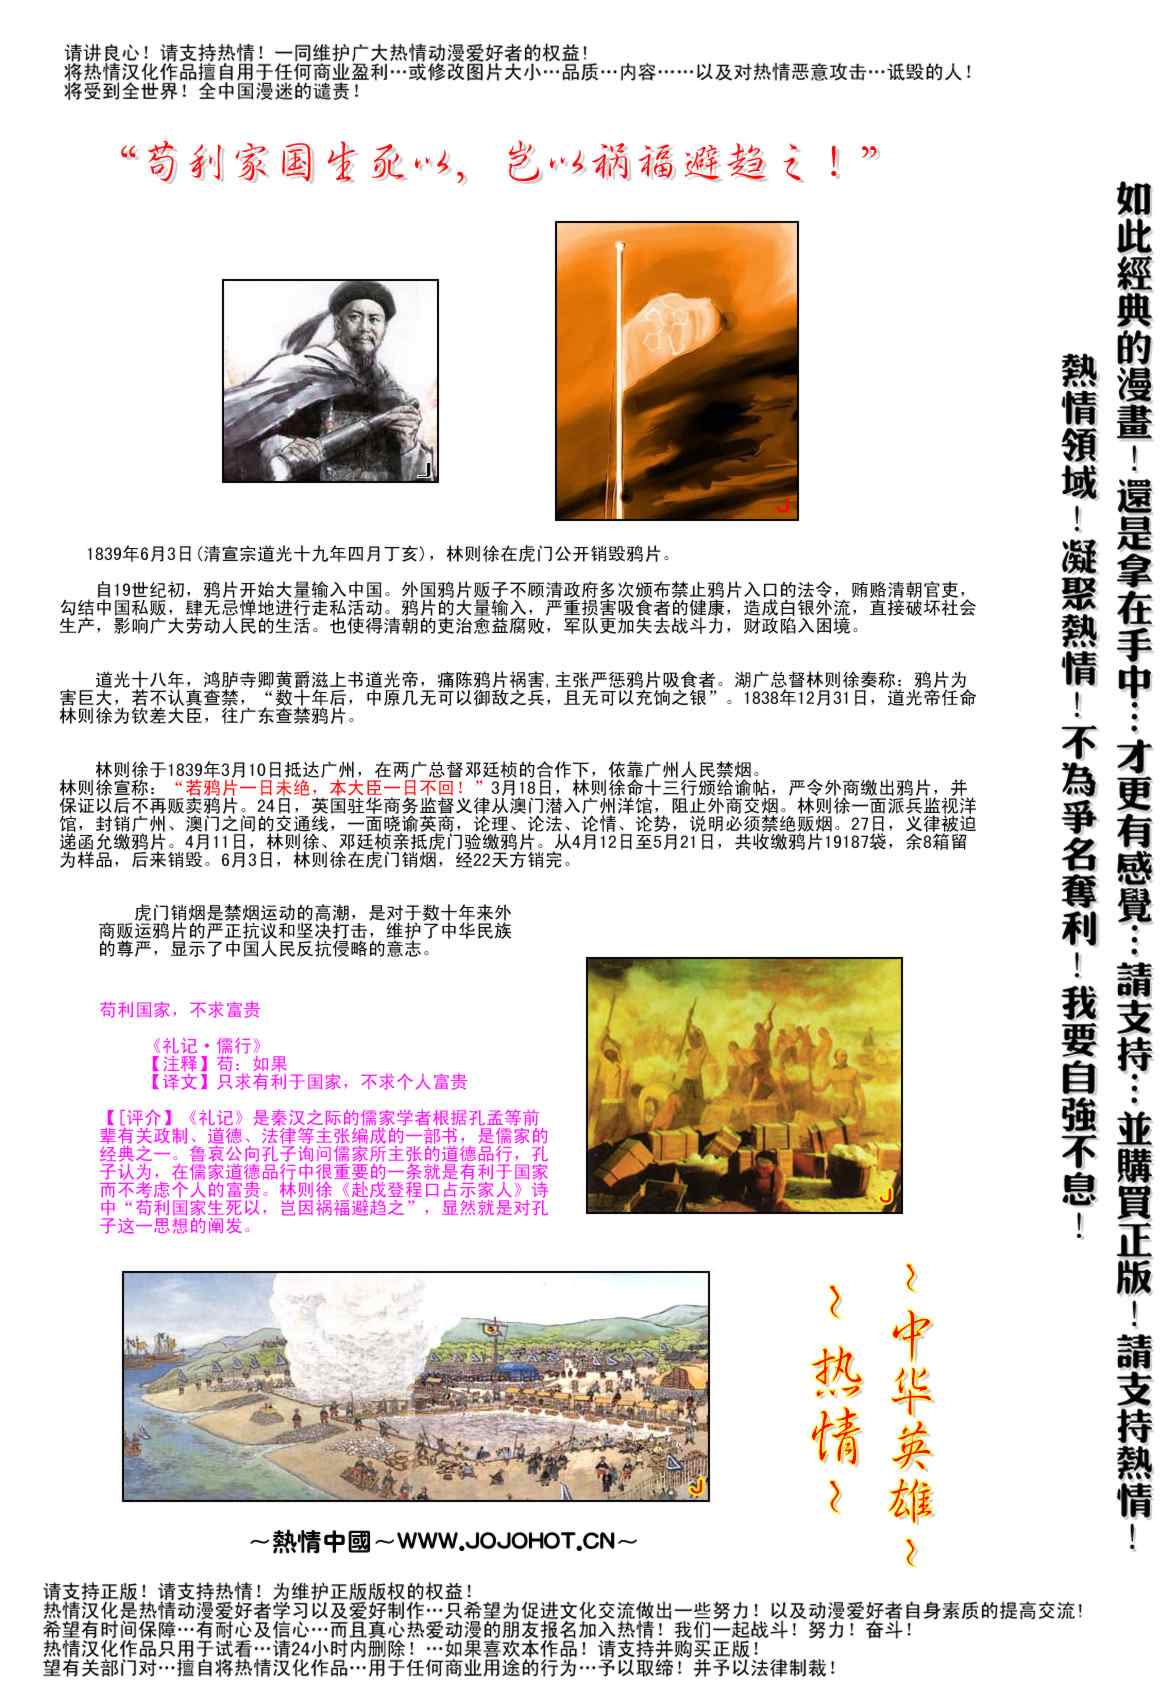 请讲良心！请支持热情！一同维护广大热情动漫爱好者的权益！
将热情汉化作品擅自用于任何商业盈利…或修改图片大小…品质…内容……以及对热情恶意攻击…诋毁的人！
将受到全世界！全中国漫迷的谴责！
“苟利家国生死以，岂以祸福避趋之！”
如此經典的漫畫！還是拿在手中…才更有感覺…請支持…並購買正版！請支持熱情！
熱情領域！凝聚熱情！不為爭名奪利！我要自強不息！
J
J
1839年6月3日(清宣宗道光十九年四月丁亥)，林则徐在虎门公开销毁鸦片。
自19世纪初，鸦片开始大量输入中国。外国鸦片贩子不顾清政府多次颁布禁止鸦片入口的法令，贿赂清朝官吏，
勾结中国私贩，肆无忌惮地进行走私活动。鸦片的大量输入，严重损害吸食者的健康，造成白银外流，直接破坏社会
生产，影响广大劳动人民的生活。也使得清朝的吏治愈益腐败，军队更加失去战斗力，财政陷入困境。
道光十八年，鸿胪寺卿黄爵滋上书道光帝，痛陈鸦片祸害,主张严惩鸦片吸食者。湖广总督林则徐奏称：鸦片为
害巨大，若不认真查禁，“数十年后，中原几无可以御敌之兵，且无可以充饷之银”。1838年12月31日，道光帝任命
林则徐为钦差大臣，往广东查禁鸦片。
林则徐于1839年3月10日抵达广州，在两广总督邓廷桢的合作下，依靠广州人民禁烟。
林则徐宣称：“若鸦片一日未绝，本大臣一日不回！”3月18日，林则徐命十三行颁给谕帖，严令外商缴出鸦片，并
保证以后不再贩卖鸦片。24日，英国驻华商务监督义律从澳门潜入广州洋馆，阻止外商交烟。林则徐一面派兵监视洋
馆，封销广州、澳门之间的交通线，一面晓谕英商，论理、论法、论情、论势，说明必须禁绝贩烟。27日，义律被迫
递函允缴鸦片。4月11日，林则徐、邓廷桢亲抵虎门验缴鸦片。从4月12日至5月21日，共收缴鸦片19187袋，余8箱留
为样品，后来销毁。6月3日，林则徐在虎门销烟，经22天方销完。
虎门销烟是禁烟运动的高潮，是对于数十年来外
商贩运鸦片的严正抗议和坚决打击，维护了中华民族
的尊严，显示了中国人民反抗侵略的意志。
苟利国家，不求富贵
《礼记·儒行》
【注释】苟：如果
【译文】只求有利于国家，不求个人富贵
【[评介】《礼记》是秦汉之际的儒家学者根据孔孟等前
辈有关政制、道德、法律等主张编成的一部书，是儒家的
经典之一。鲁哀公向孔子询问儒家所主张的道德品行，孔
子认为，在儒家道德品行中很重要的一条就是有利于国家
而不考虑个人的富贵。林则徐《赴戍登程口占示家人》诗
中“苟利国家生死以，岂因祸福避趋之”，显然就是对孔
子这一思想的阐发。
J
J
～中华英雄～
～热情～
～熱情中國～WWW.JOJOHOT.CN～
请支持正版！请支持热情！为维护正版版权的权益！
热情汉化是热情动漫爱好者学习以及爱好制作…只希望为促进文化交流做出一些努力！以及动漫爱好者自身素质的提高交流！
希望有时间保障…有耐心及信心…而且真心热爱动漫的朋友报名加入热情！我们一起战斗！努力！奋斗！
热情汉化作品只用于试看…请24小时内删除！…如果喜欢本作品！请支持并购买正版！
望有关部门对…擅自将热情汉化作品…用于任何商业用途的行为…予以取缔！并予以法律制裁！